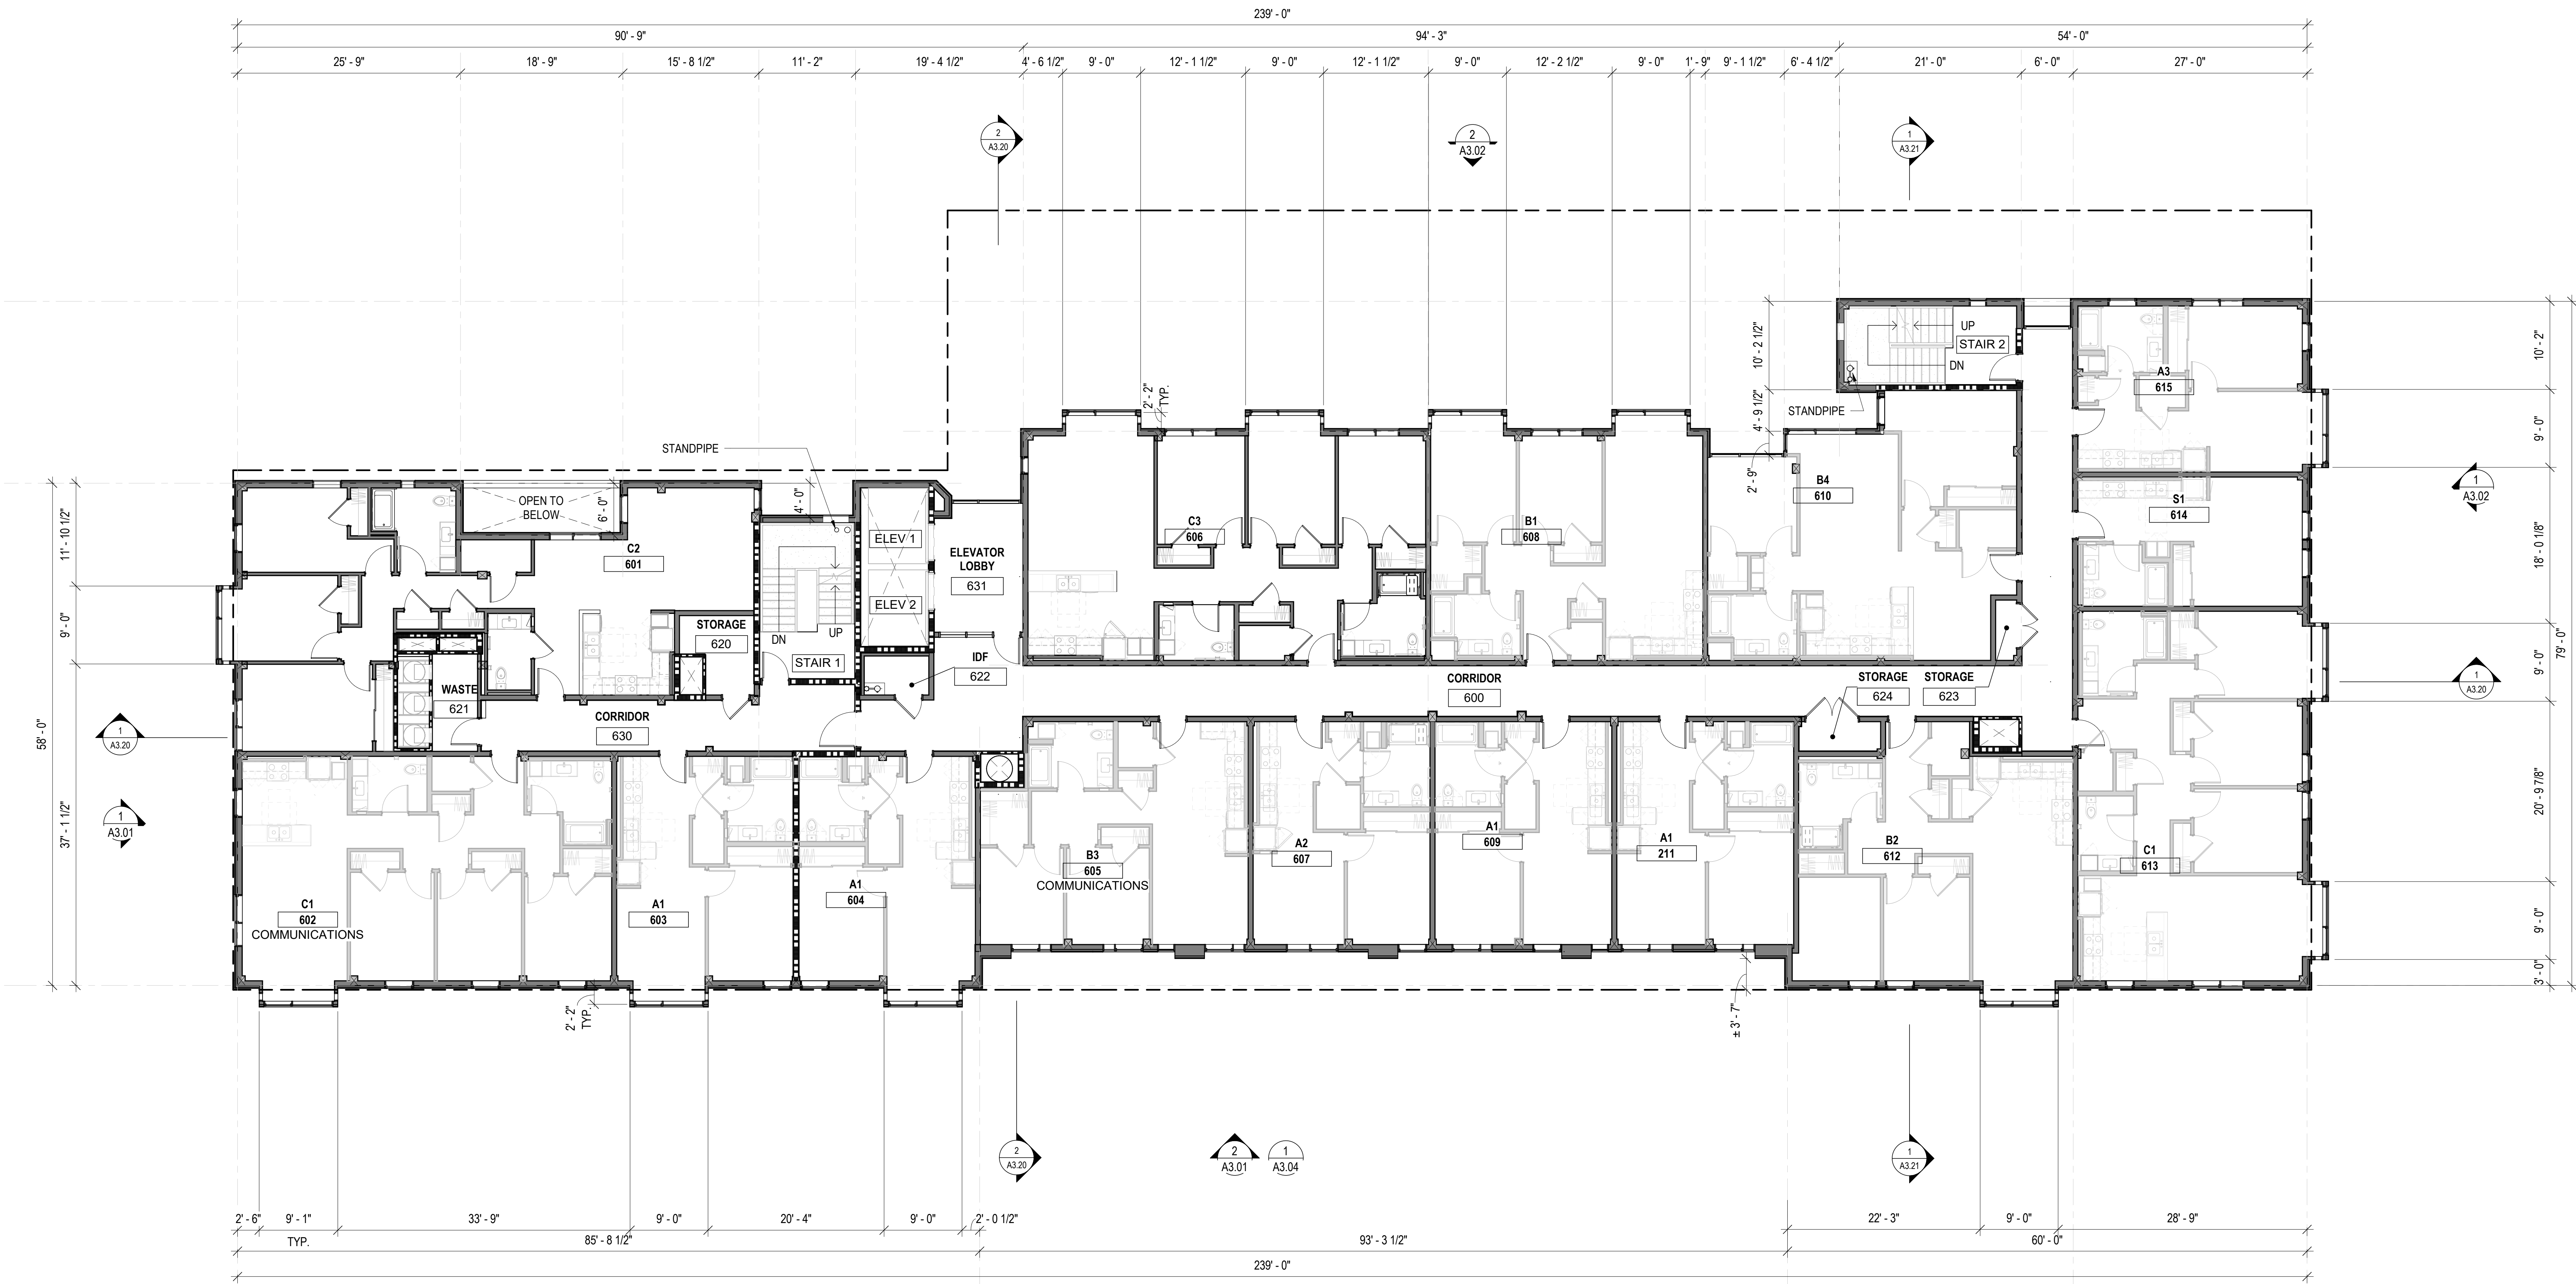 239' - 0"
90' - 9"
94' - 3"
54' - 0"
25' - 9"
18' - 9"
15' - 8 1/2"
11' - 2"
19' - 4 1/2"
4' - 6 1/2"
9' - 0"
12' - 1 1/2"
9' - 0"
12' - 1 1/2"
9' - 0"
12' - 2 1/2"
9' - 0"
1' - 9"
9' - 1 1/2"
6' - 4 1/2"
21' - 0"
6' - 0"
27' - 0"
2
A3.20
2
A3.02
1
A3.21
STANDPIPE
2' - 2"
TYP.
10' - 2 1/2"
4' - 9 1/2"
2' - 9"
UP
STAIR 2
DN
STANDPIPE
A3
615
10' - 2"
9' - 0"
18' - 0 1/8"
9' - 0"
20' - 9 7/8"
9' - 0"
3' - 0"
79' - 0"
1
A3.02
1
A3.20
58' - 0"
11' - 10 1/2"
9' - 0"
37' - 1 1/2"
1
A3.20
1
A3.01
OPEN TO
BELOW
6' - 0"
4' - 0"
C2
601
ELEV 1
ELEV 2
ELEVATOR
LOBBY
631
C3
606
B1
608
B4
610
S1
614
STORAGE
620
DN
UP
STAIR 1
IDF
622
WASTE
621
CORRIDOR
630
CORRIDOR
600
STORAGE
624
STORAGE
623
C1
602
COMMUNICATIONS
A1
603
A1
604
B3
605
COMMUNICATIONS
A2
607
A1
609
A1
211
B2
612
C1
613
2' - 2"
TYP.
± 3' - 7"
2
A3.20
2
A3.01
1
A3.04
1
A3.21
2' - 6"
9' - 1"
TYP.
33' - 9"
9' - 0"
20' - 4"
9' - 0"
2' - 0 1/2"
22' - 3"
9' - 0"
28' - 9"
85' - 8 1/2"
93' - 3 1/2"
60' - 0"
239' - 0"